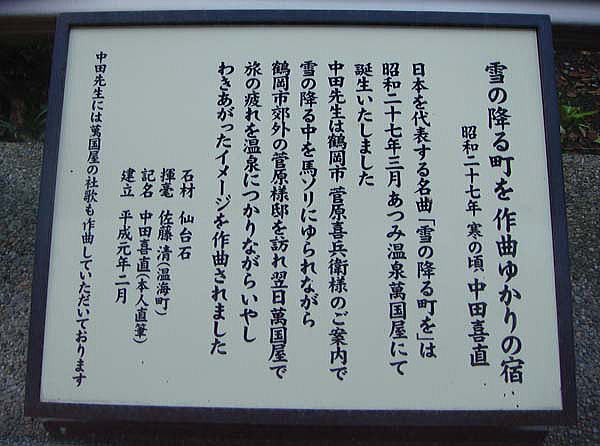 雪の降る町を 作曲ゆかりの宿
昭和二十七年 寒の頃 中田喜直
日本を代表する名曲「雪の降る町を」は
昭和二十七年三月 あつみ温泉萬国屋にて
誕生いたしました
中田先生は鶴岡市 菅原喜兵衛様のご案内で
雪の降る中を馬ゾリにゆられながら
鶴岡市郊外の菅原様邸を訪れ翌日萬国屋で
旅の疲れを温泉につかりながらいやし
わきあがったイメージを作曲されました
石材 仙台石
揮毫 佐藤 清(温海町)
記名 中田喜直(本人直筆)
建立 平成元年二月
中田先生には萬国屋の社歌も作曲していただいております